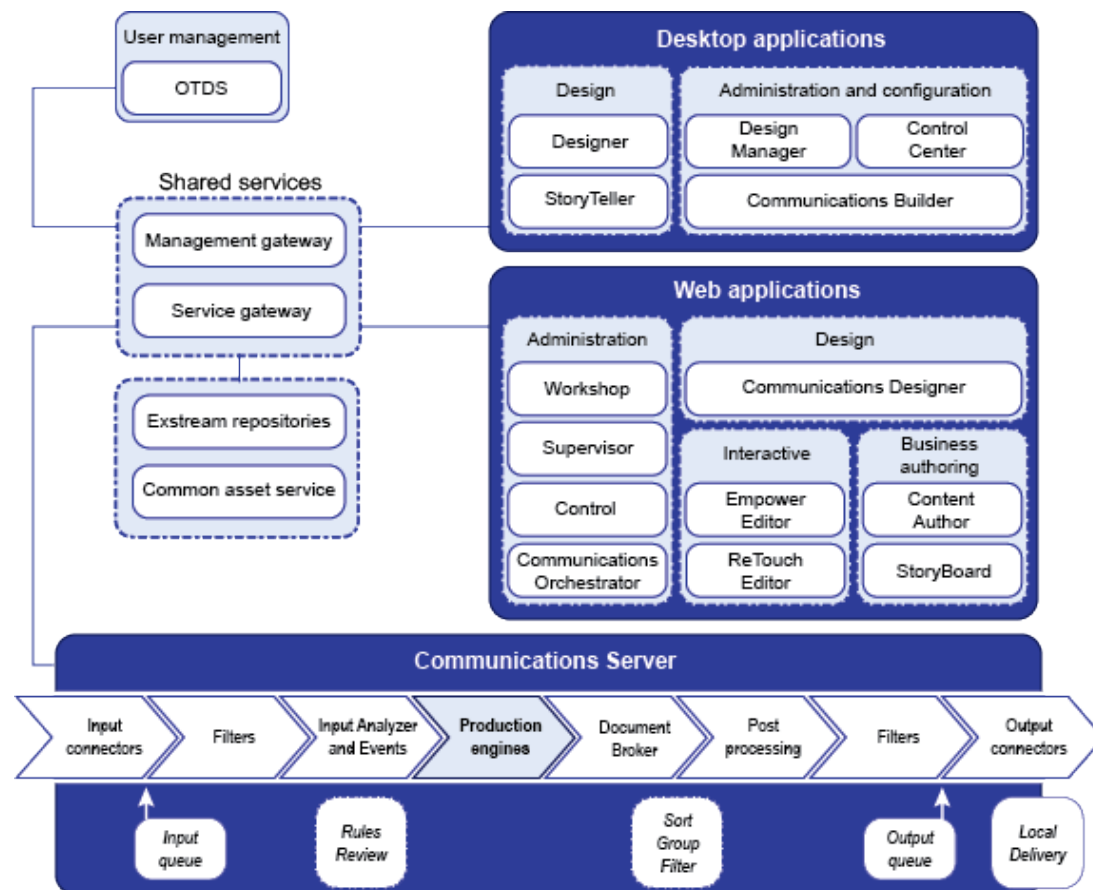 User management
OTDS
Shared services
Management gateway
Service gateway
Exstream repositories
Common asset service
Desktop applications
Design
Designer
StoryTeller
Administration and configuration
Design
Manager
Control
Center
Communications Builder
Web applications
Administration
Workshop
Supervisor
Control
Communications
Orchestrator
Design
Communications Designer
Interactive
Empower
Editor
ReTouch
Editor
Business
authoring
Content
Author
StoryBoard
Communications Server
Input
connectors
Filters
Input Analyzer
and Events
Production
engines
Document
Broker
Post
processing
Filters
Output
connectors
Input
queue
Rules
Review
Sort
Group
Filter
Output
queue
Local
Delivery